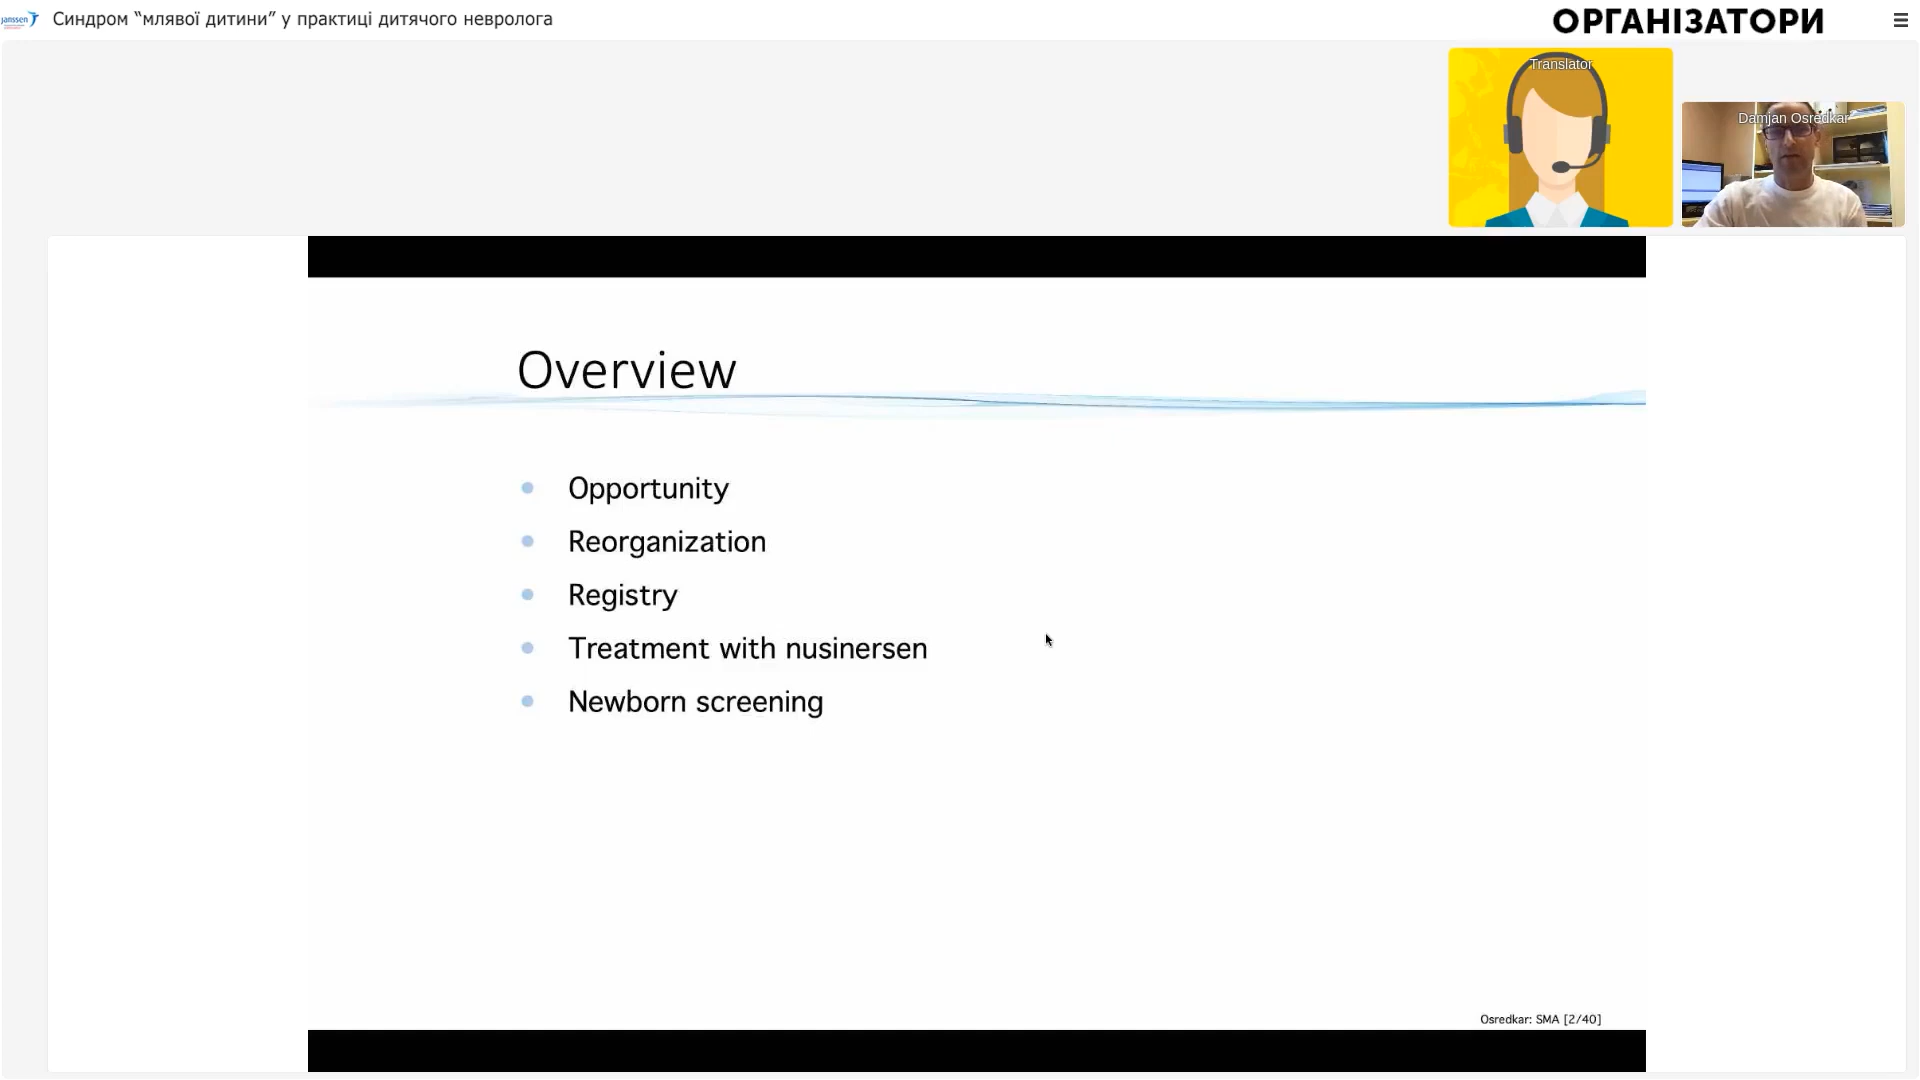 janssen
Синдром “млявої дитини” у практиці дитячого невролога
ОРГАНІЗАТОРИ
Translator
Damjan Osredkar
Overview
Opportunity
Reorganization
Registry
Treatment with nusinersen
Newborn screening
Osredkar: SMA [2/40]